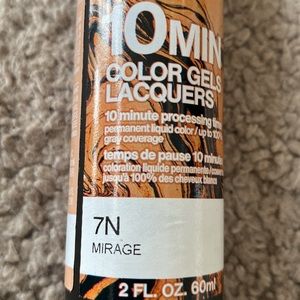 10MIN
COLOR GELS
LACQUERS
10 minute processing time
permanent liquid color / up to 100%
gray coverage
temps de pause 10 minutes
coloration liquide permanente /
jusqu'à 100% des cheveux blancs
7N
MIRAGE
2 FL. OZ. 60ml